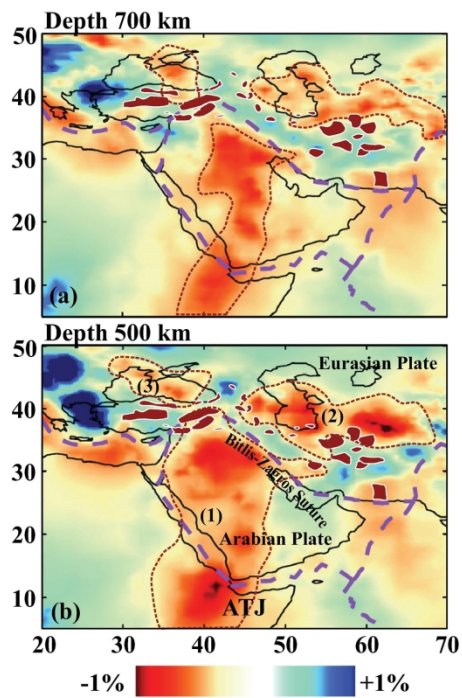 Depth 700 km
50
40
30
20
10
(a)
Depth 500 km
50
Eurasian Plate
(3)
(2)
40
Bitlis-Zagros Suture
30
(1)
20
Arabian Plate
10
(b)
ATJ
20 30 40 50 60 70
-1% +1%